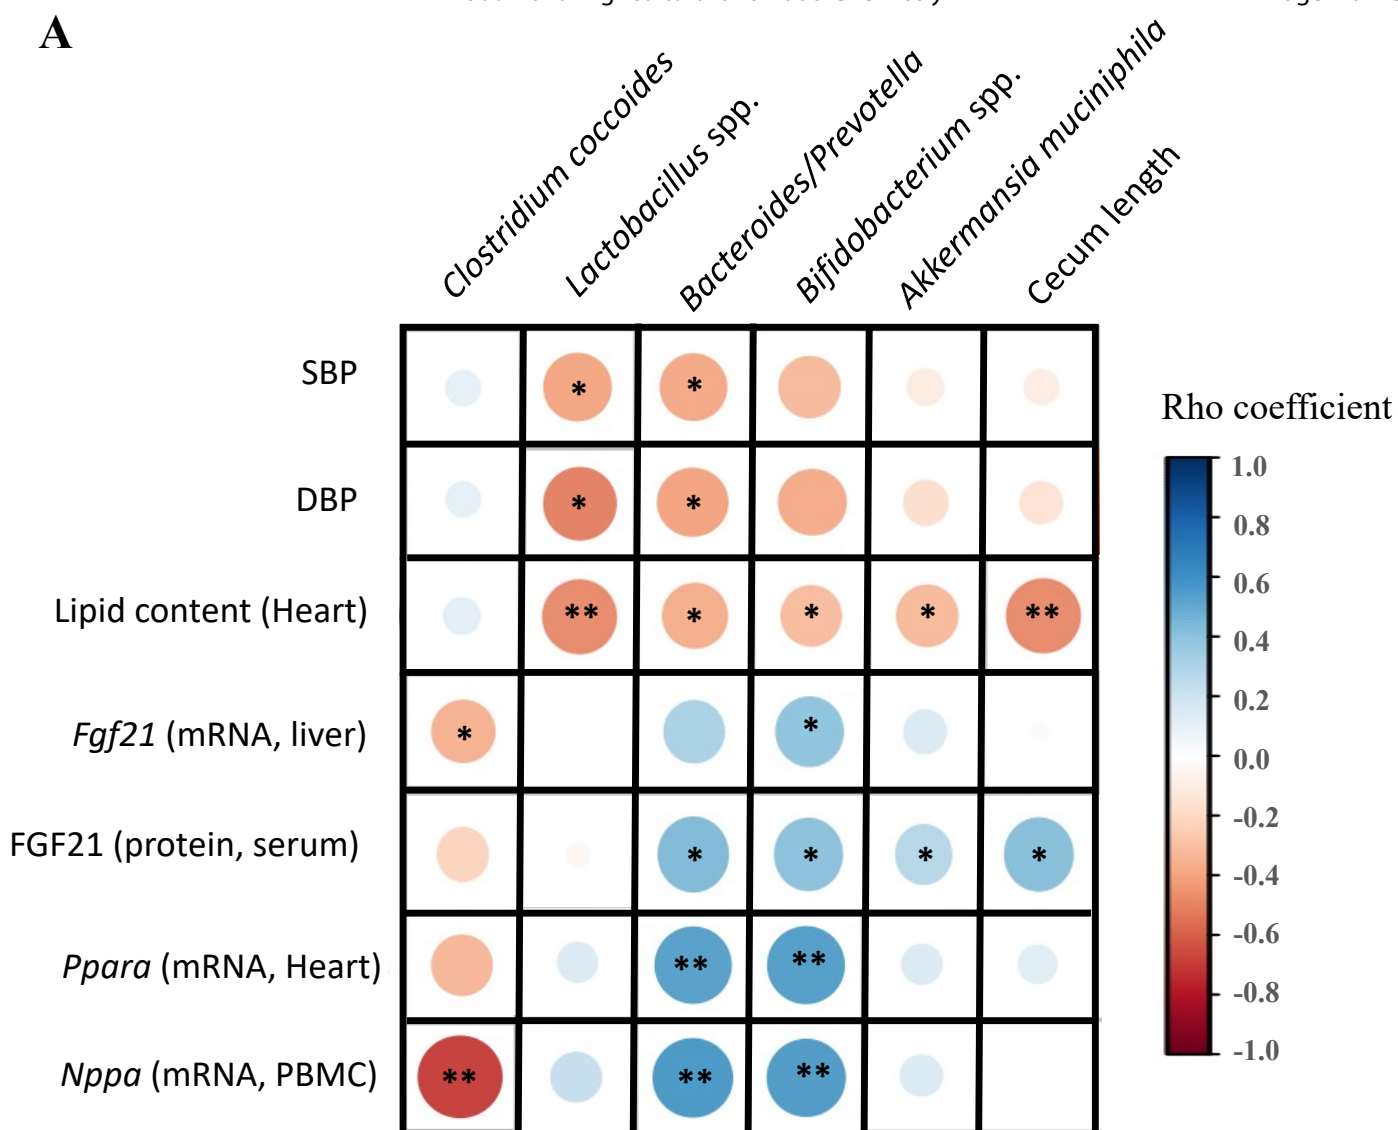 A
Clostridium coccoides
Lactobacillus spp.
Bacteroides/Prevotella
Bifidobacterium spp.
Akkermansia muciniphila
Cecum length
SBP
* *
DBP
* *
Lipid content (Heart)
** * * * **
Fgf21 (mRNA, liver)
* *
FGF21 (protein, serum)
* * * *
Ppara (mRNA, Heart)
** **
Nppa (mRNA, PBMC)
** ** **
Rho coefficient
1.0
0.8
0.6
0.4
0.2
0.0
-0.2
-0.4
-0.6
-0.8
-1.0